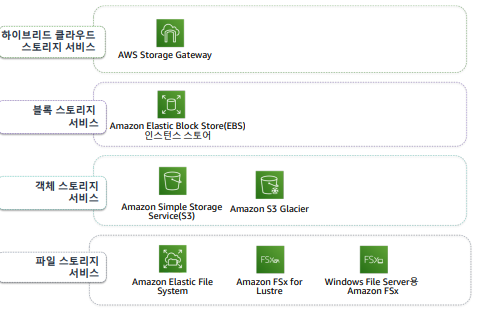 하이브리드 클라우드
스토리지 서비스
AWS Storage Gateway
블록 스토리지
서비스
Amazon Elastic Block Store(EBS)
인스턴스 스토어
객체 스토리지
서비스
Amazon Simple Storage
Service(S3)
Amazon S3 Glacier
파일 스토리지
서비스
FSx
FSx
Amazon Elastic File
System
Amazon FSx for
Lustre
Windows File Server용
Amazon FSx